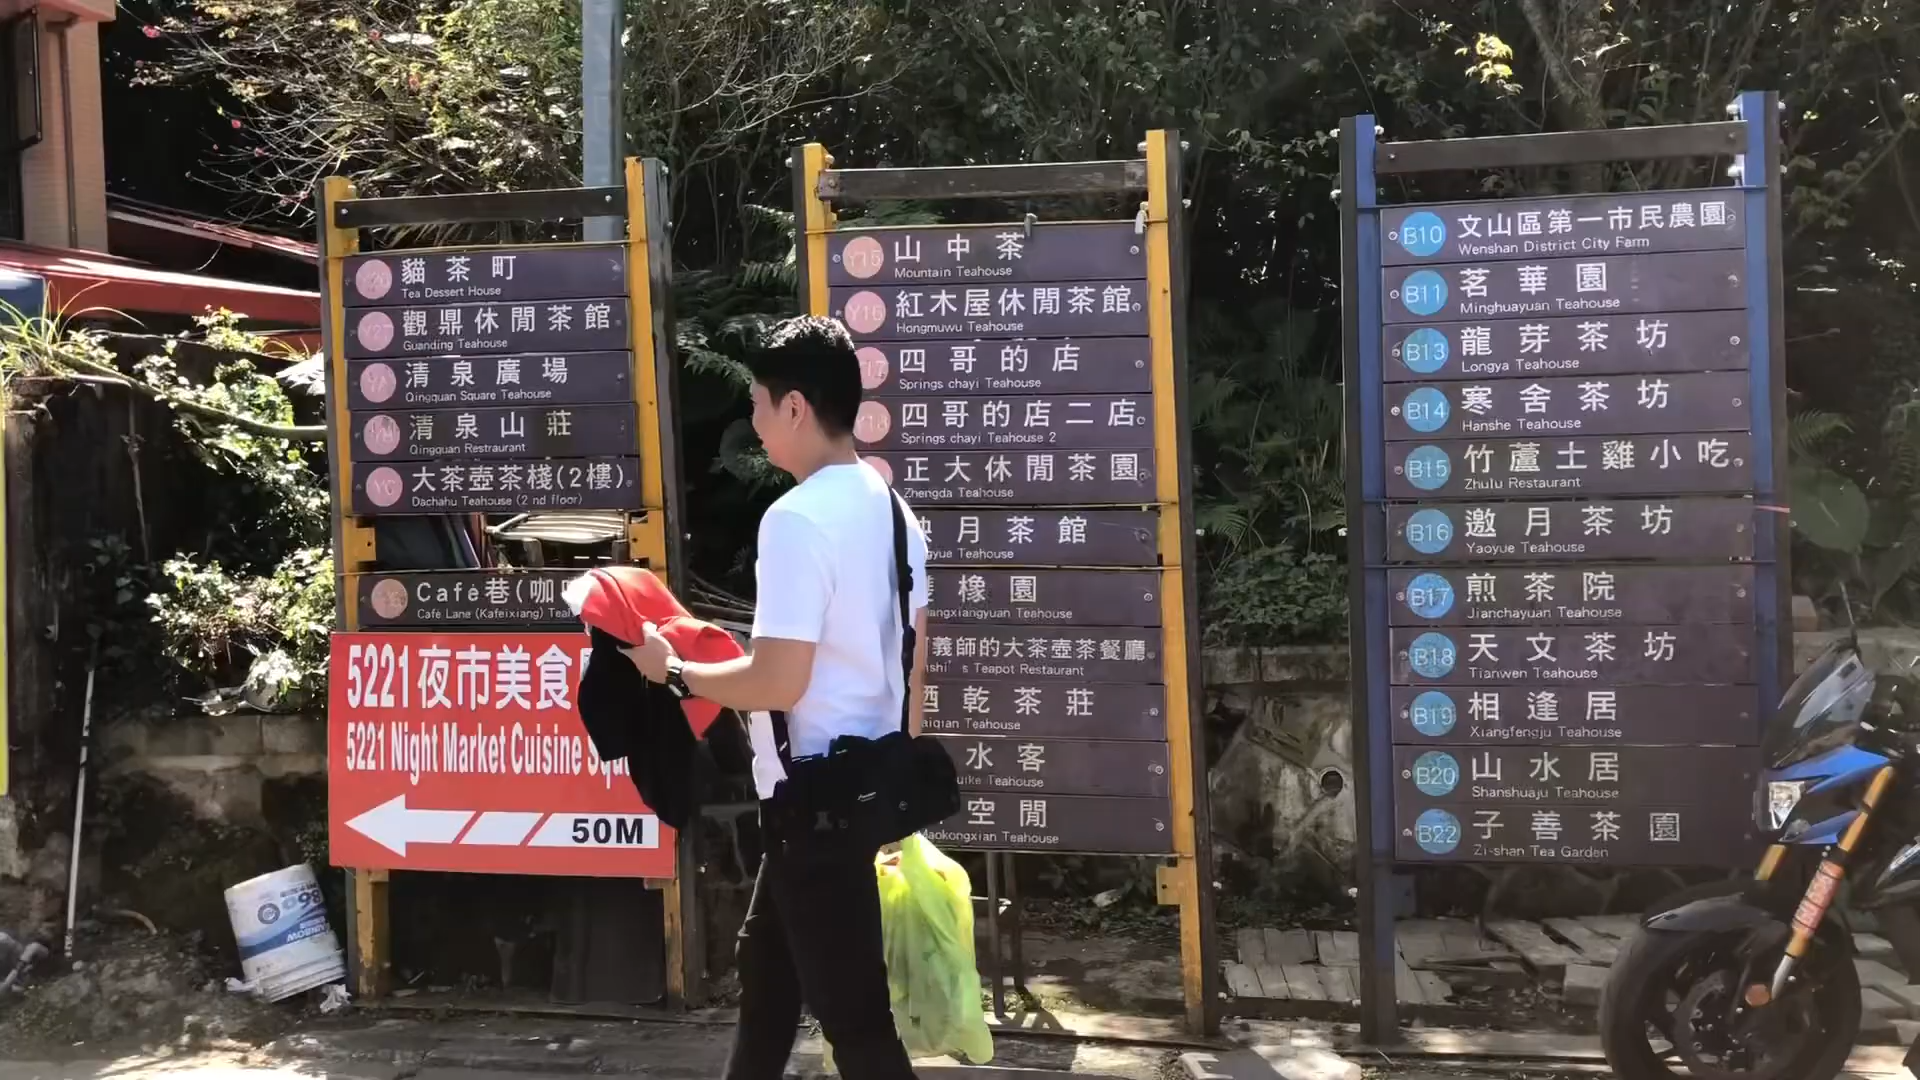 貓茶町
Tea Dessert House
觀鼎休閒茶館
Guanding Teahouse
清泉廣場
Qingquan Square Teahouse
清泉山莊
Qingquan Restaurant
YC 大茶壺茶棧(2樓)
Dachahu Teahouse (2 nd floor)
Café巷(咖
Café Lane (Kafeixiang)
5221夜市美食
5221 Night Market Cuisine
50M
Y15 山中茶
Mountain Teahouse
Y16 紅木屋休閒茶館
Hongmuwu Teahouse
四哥的店
Springs chayi Teahouse
四哥的店二店
Springs chayi Teahouse 2
正大休閒茶園
Zhengda Teahouse
月茶館
Teahouse
橡園
angxiangyuan Teahouse
義師的大茶壺茶餐廳
shi's Teapot Restaurant
乾茶莊
aiqian Teahouse
水客
uike Teahouse
空閒
Maokongxian Teahouse
B10 文山區第一市民農園
Wenshan District City Farm
B11 茗華園
Minghuayuan Teahouse
B13 龍芽茶坊
Longya Teahouse
B14 寒舍茶坊
Hanshe Teahouse
B15 竹蘆土雞小吃
Zhulu Restaurant
B16 邀月茶坊
Yaoyue Teahouse
B17 煎茶院
Jianchayuan Teahouse
B18 天文茶坊
Tianwen Teahouse
B19 相逢居
Xiangfengju Teahouse
B20 山水居
Shanshuaju Teahouse
B22 子善茶園
Zi-shan Tea Garden